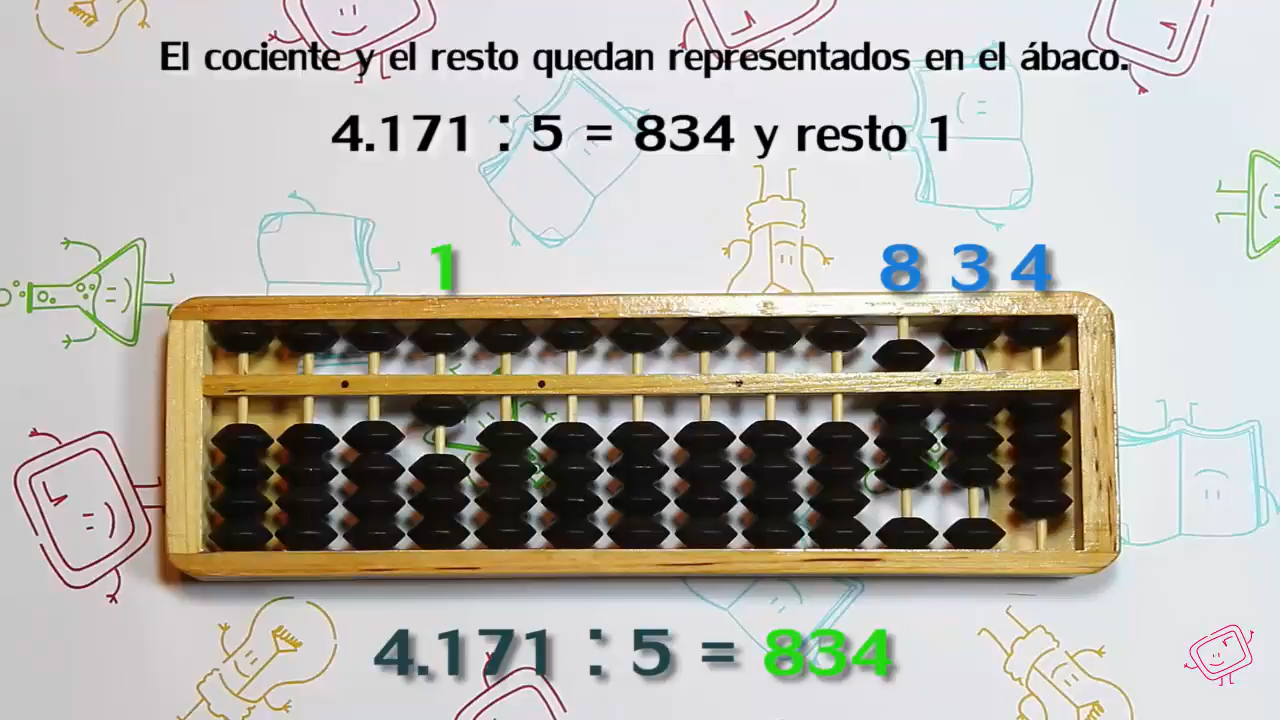 El cociente y el resto quedan representados en el ábaco.
4.171 : 5 = 834 y resto 1
1 8 3 4
4.171 : 5 = 834